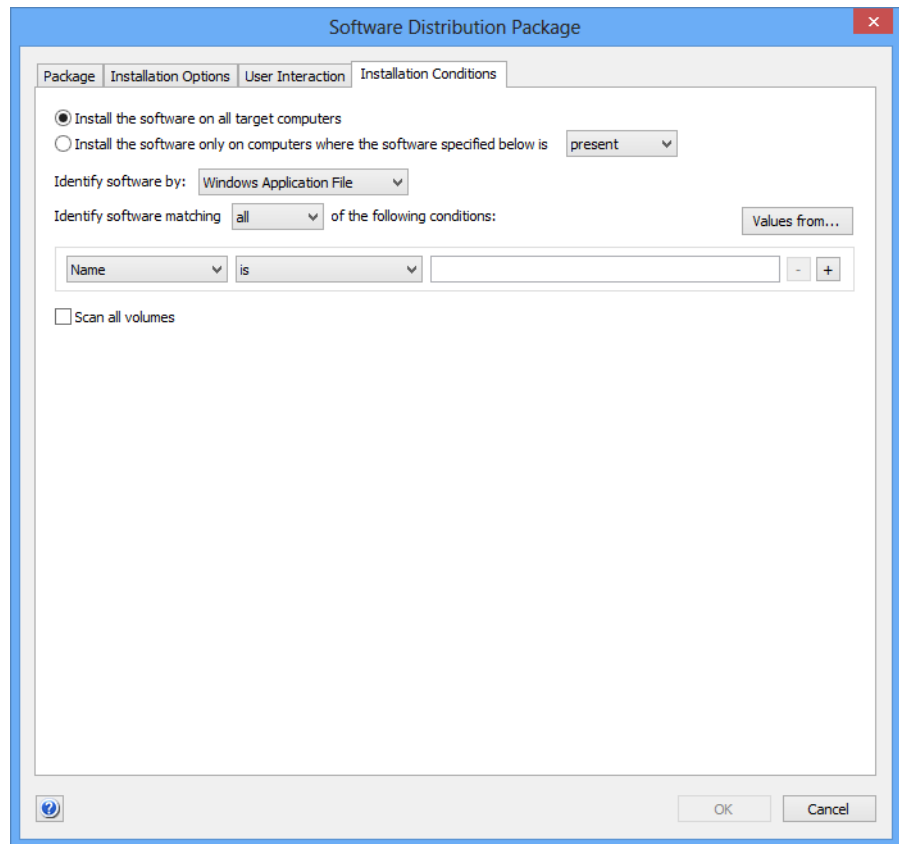 Software Distribution Package
Package Installation Options User Interaction Installation Conditions
Install the software on all target computers
Install the software only on computers where the software specified below is present
Identify software by: Windows Application File
Identify software matching all of the following conditions:
Values from...
Name is - +
Scan all volumes
? OK Cancel